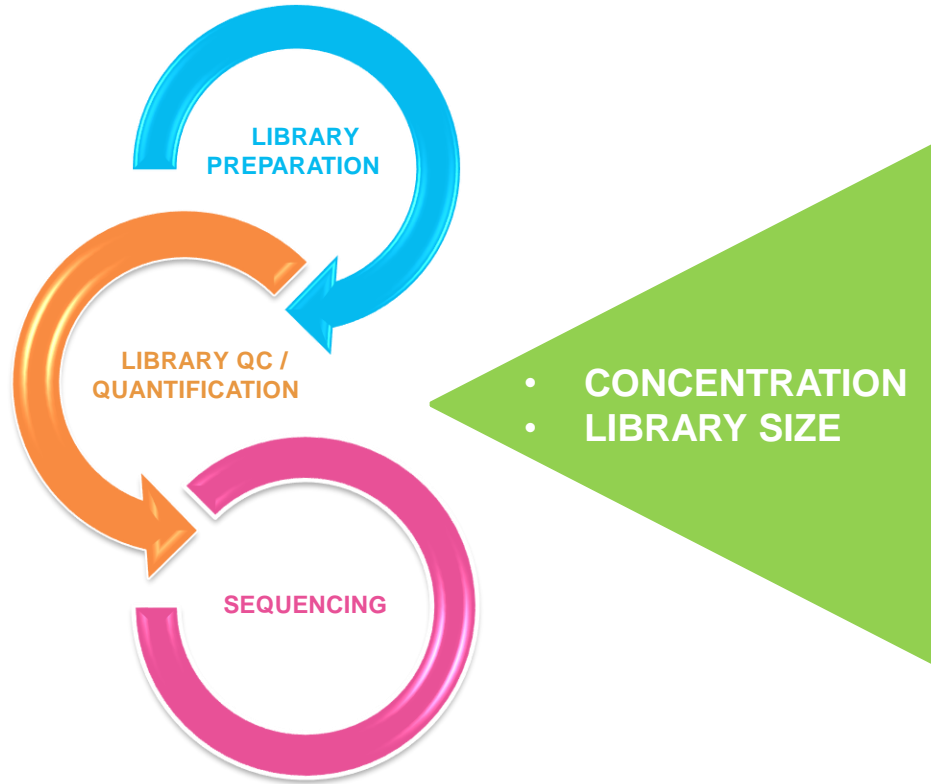 LIBRARY
PREPARATION
LIBRARY QC /
QUANTIFICATION
SEQUENCING
• CONCENTRATION
• LIBRARY SIZE